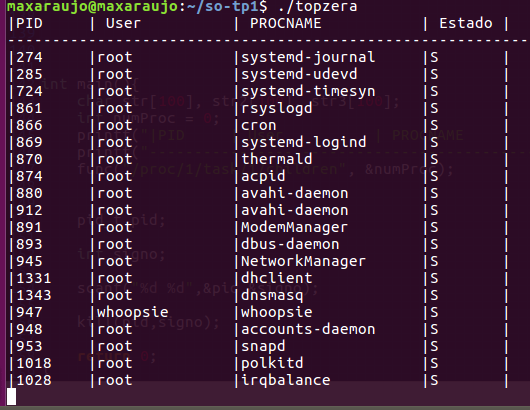 maxaraujo@maxaraujo:~/so-tp1$ ./topzera
|PID | User | PROCNAME | Estado |
------------------------------------------------------------
|274 |root |systemd-journal |S |
|285 |root |systemd-udevd |S |
|724 |root |systemd-timesyn |S |
|861 |root |rsyslogd |S |
|866 |root |cron |S |
|869 |root |systemd-logind |S |
|870 |root |thermald |S |
|874 |root |acpid |S |
|880 |root |avahi-daemon |S |
|912 |root |avahi-daemon |S |
|891 |root |ModemManager |S |
|893 |root |dbus-daemon |S |
|945 |root |NetworkManager |S |
|1331 |root |dhclient |S |
|1343 |root |dnsmasq |S |
|947 |whoopsie |whoopsie |S |
|948 |root |accounts-daemon |S |
|953 |root |snapd |S |
|1018 |root |polkitd |S |
|1028 |root |irqbalance |S |